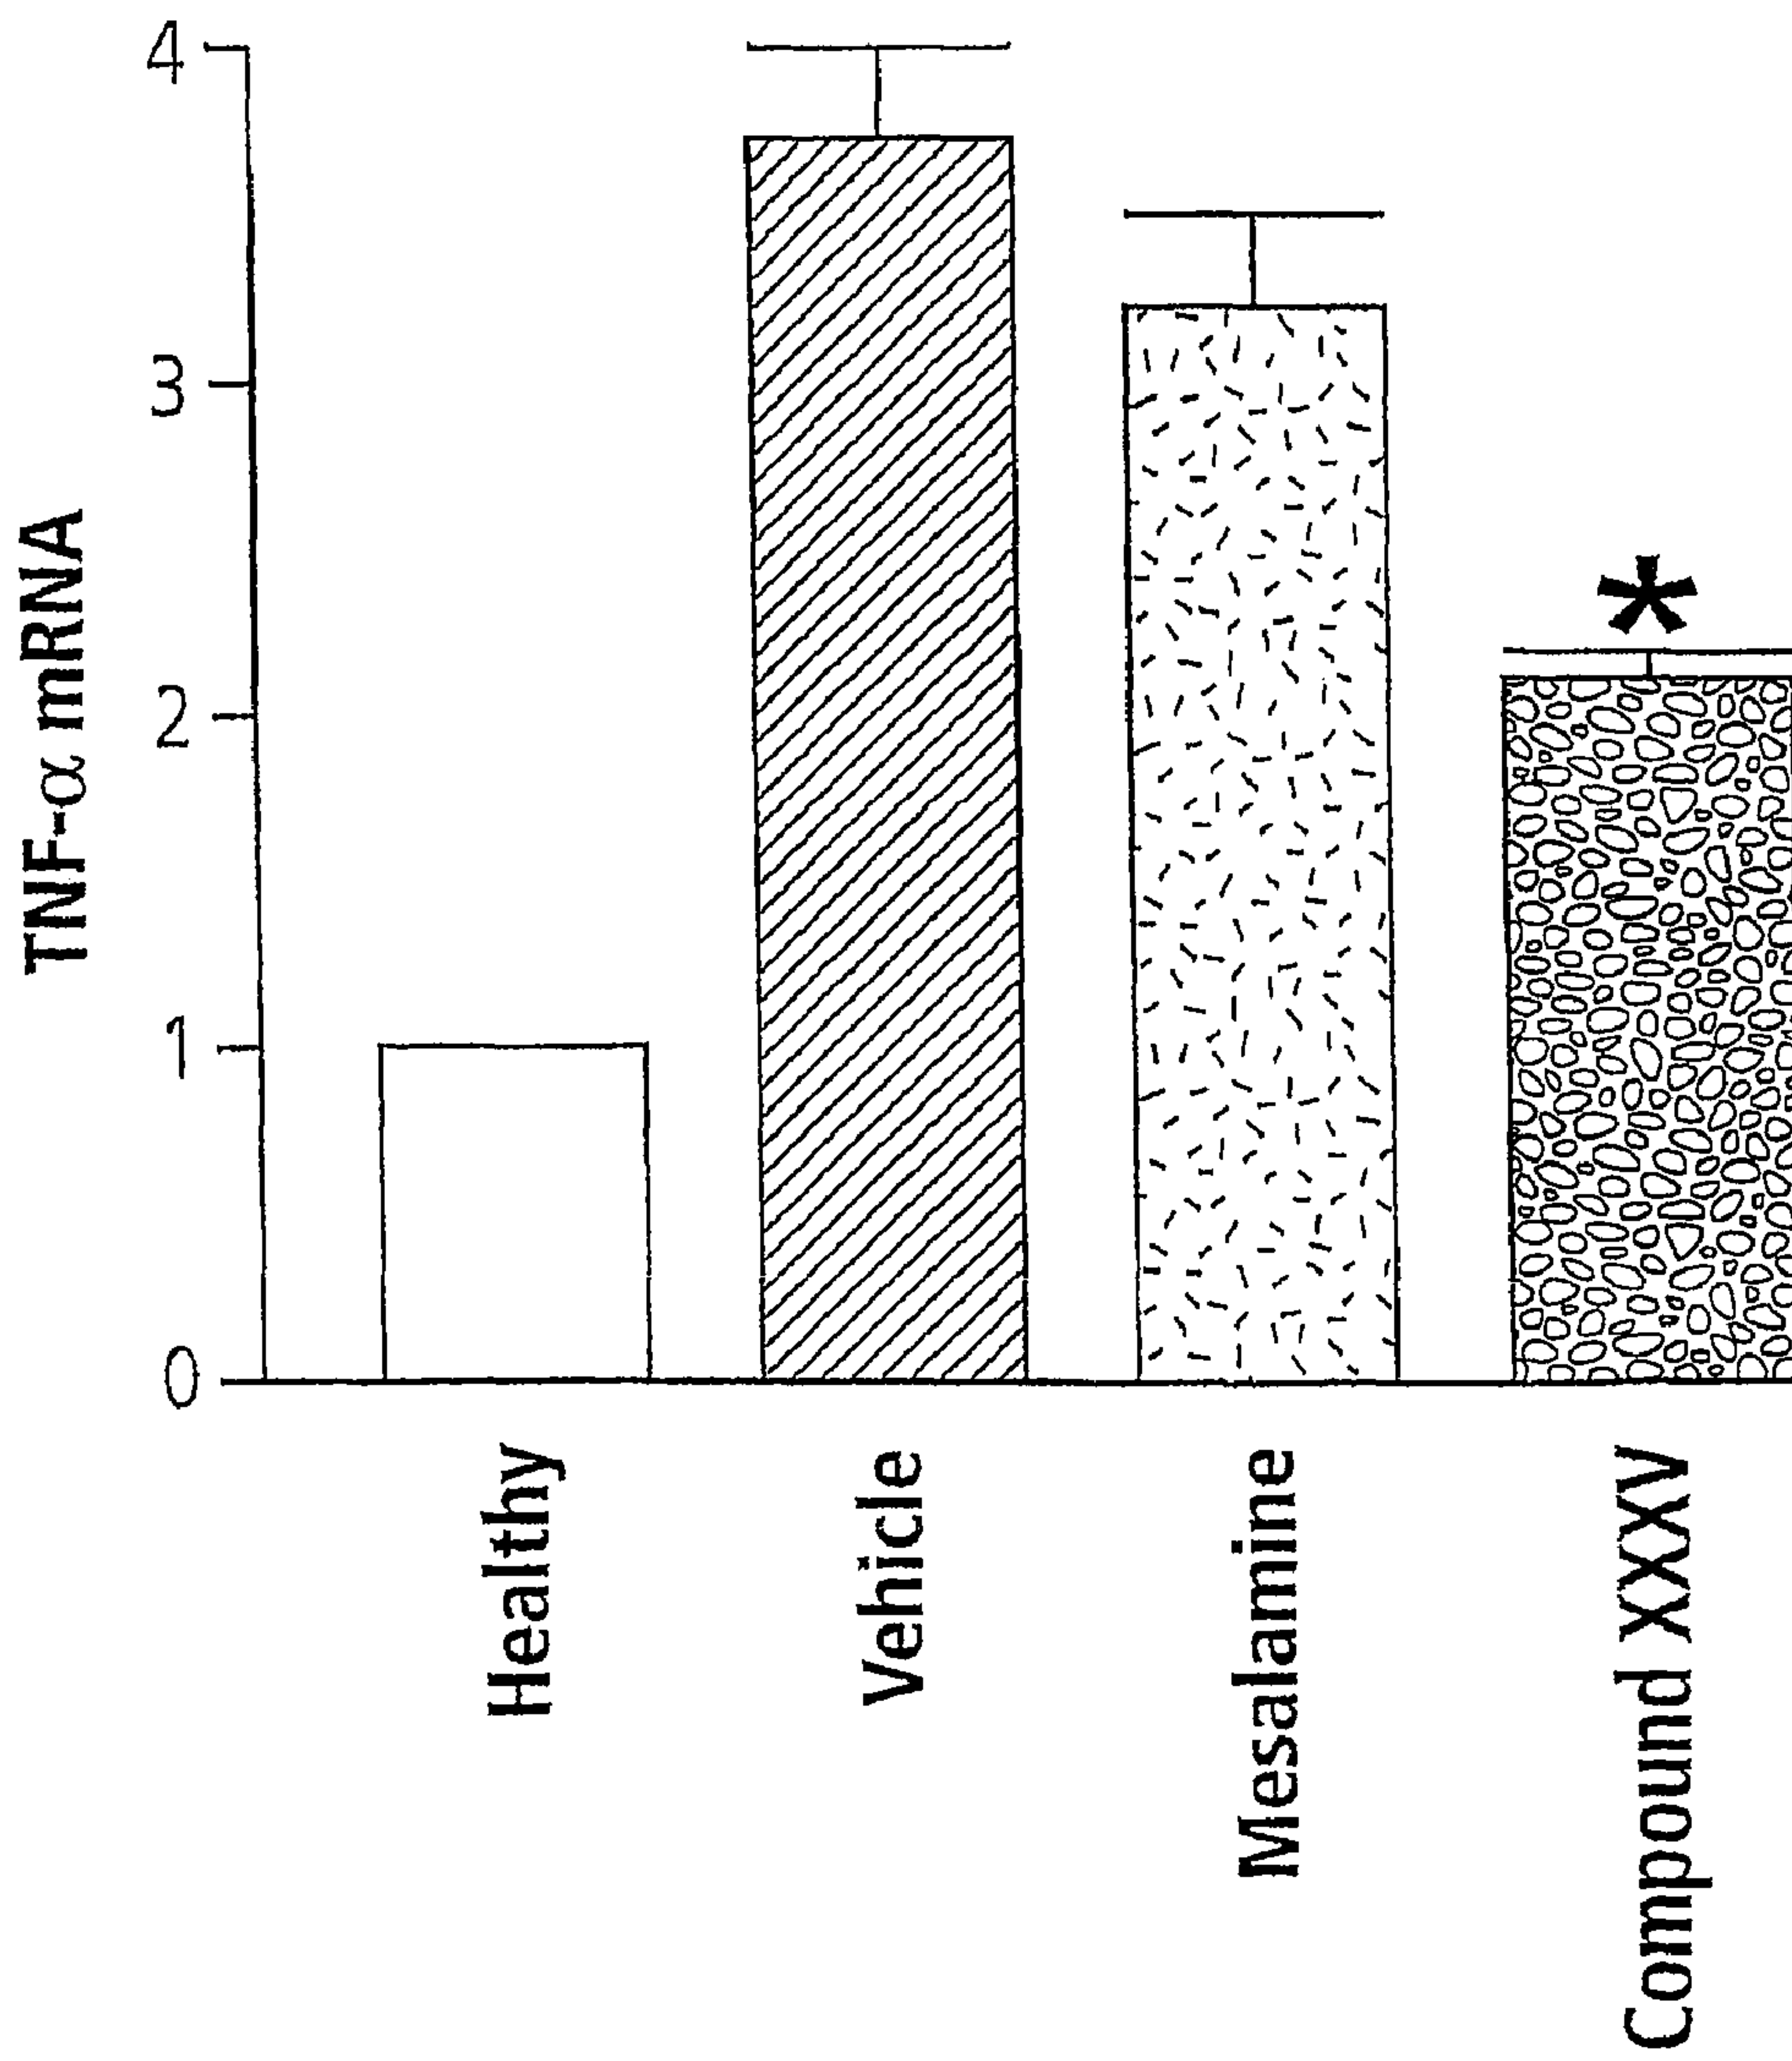 4
3
2
1
0
TNF-α mRNA
*
Healthy
Vehicle
Mesalamine
Compound XXXV